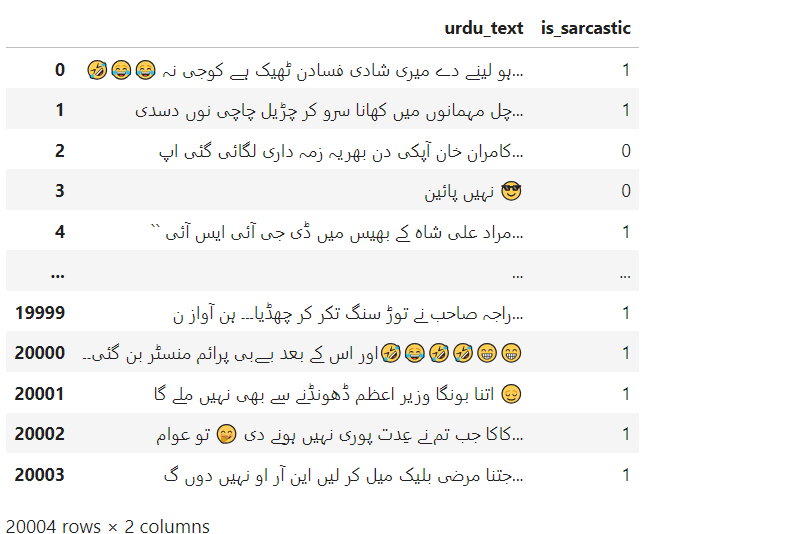 urdu_text is_sarcastic
0 🤣😂😂 ہو لینے دے میری شادی فسادن ٹھیک ہے کوجی نہ... 1
1 چل مہمانوں میں کھانا سرو کر چڑیل چاچی نوں دسدی... 1
2 کامران خان آپکی دن بھریہ زمہ داری لگائی گئی اپ... 0
3 نہیں پائین 😎 0
4 `` مراد علی شاہ کے بھیس میں ڈی جی آئی ایس آئی... 1
... ... ...
19999 راجہ صاحب نے توڑ سنگ تکر کر چھڈیا۔۔۔ ہن آواز ن... 1
20000 🤣😂🤣🤣😁😁اور اس کے بعد بےبی پرائم منسٹر بن گئی۔۔ 1
20001 اتنا بونگا وزیر اعظم ڈھونڈنے سے بھی نہیں ملے گا 😌 1
20002 کاکا جب تم نے عِدت پوری نہیں ہونے دی 🤭 تو عوام... 1
20003 جتنا مرضی بلیک میل کر لیں این آر او نہیں دوں گ... 1
20004 rows × 2 columns